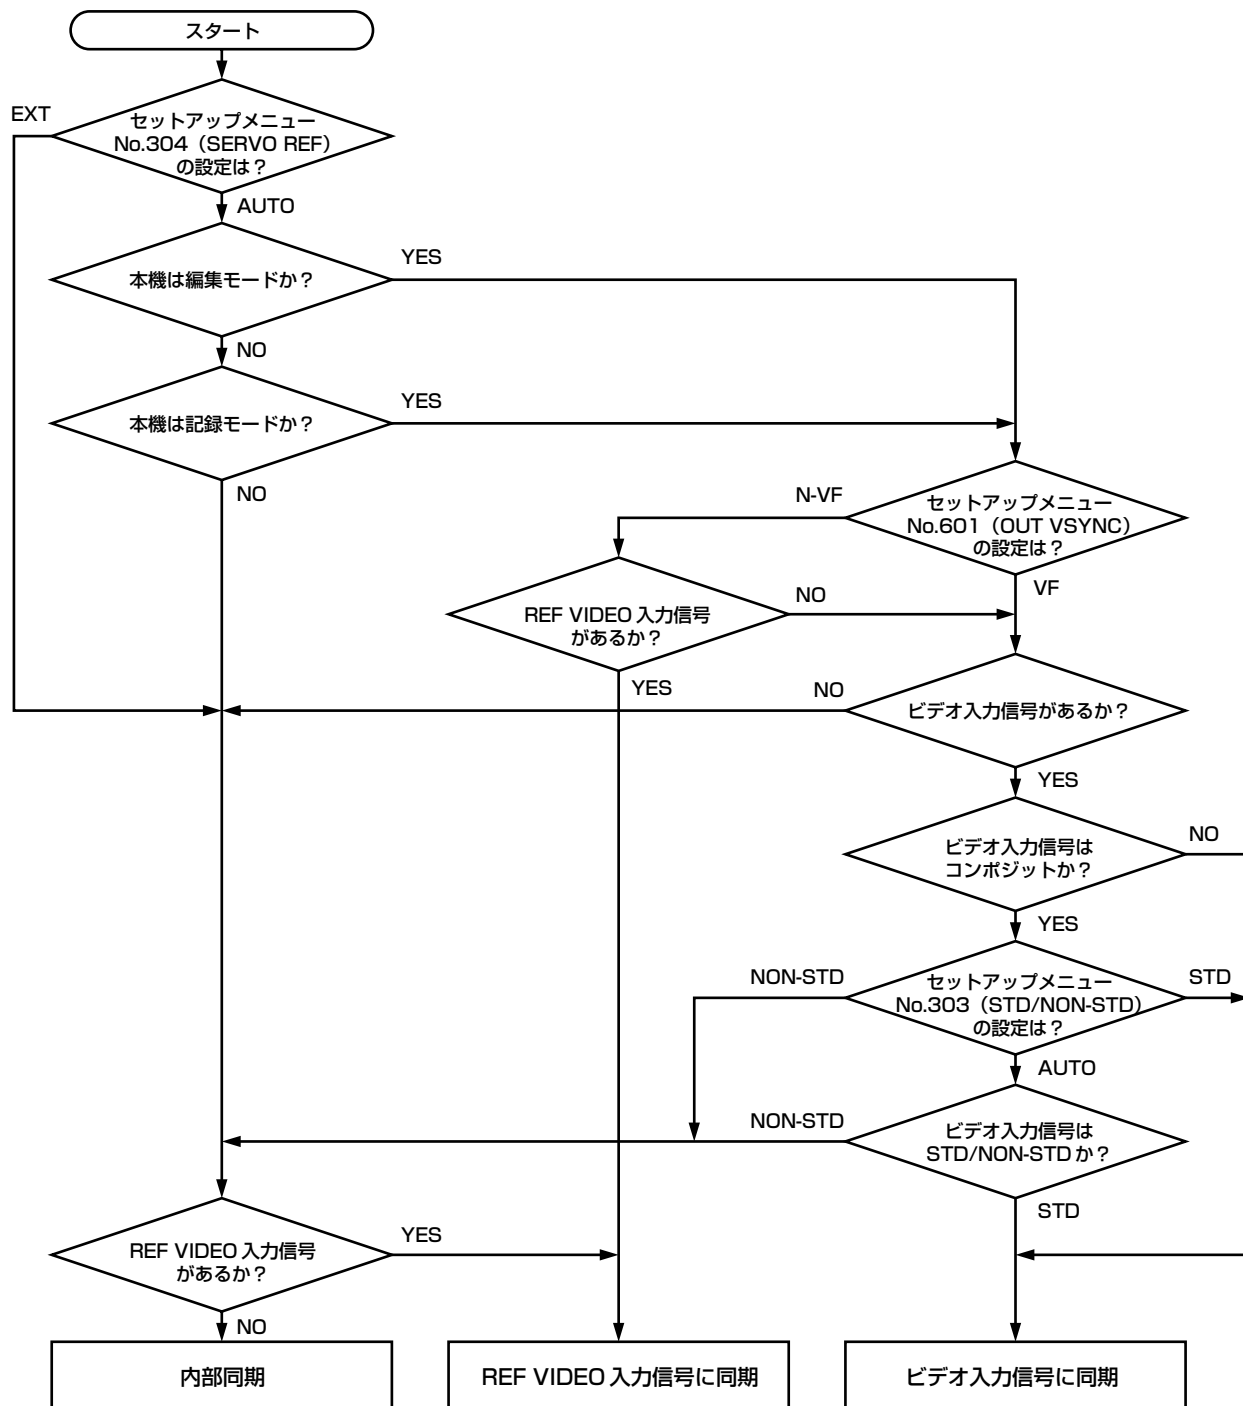 スタート
EXT
セットアップメニュー
No.304（SERVO REF）
の設定は？
AUTO
本機は編集モードか？
YES
NO
本機は記録モードか？
YES
NO
N-VF
セットアップメニュー
No.601（OUT VSYNC）
の設定は？
VF
REF VIDEO 入力信号
があるか？
NO
YES
NO
ビデオ入力信号があるか？
YES
ビデオ入力信号は
コンポジットか？
NO
YES
NON-STD
セットアップメニュー
No.303（STD/NON-STD）
の設定は？
STD
AUTO
NON-STD
ビデオ入力信号は
STD/NON-STD か？
STD
REF VIDEO 入力信号
があるか？
YES
NO
内部同期
REF VIDEO 入力信号に同期
ビデオ入力信号に同期